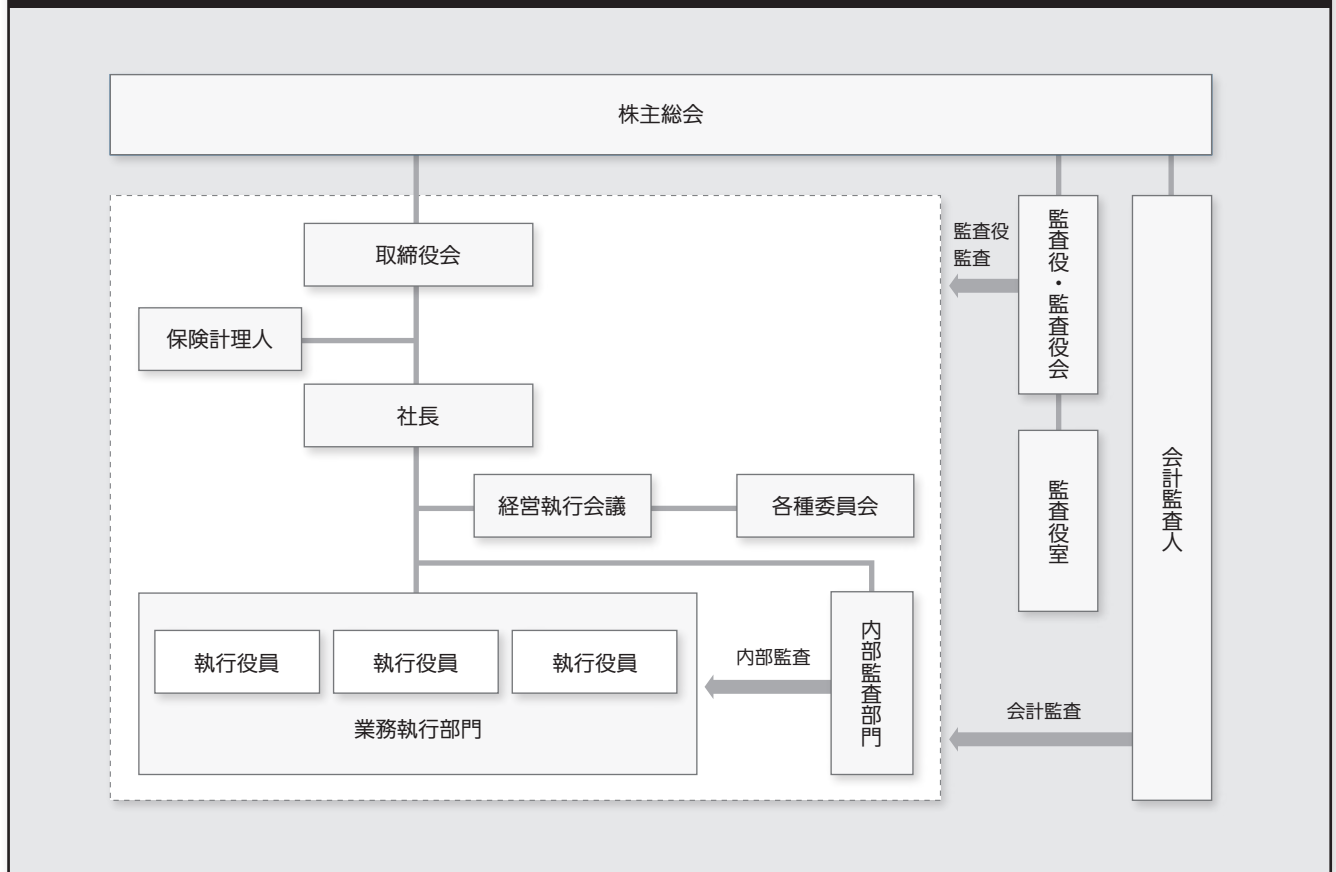 株主総会
取締役会
保険計理人
社長
経営執行会議
各種委員会
執行役員
執行役員
執行役員
業務執行部門
内部監査
内部監査部門
監査役
監査
監査役・監査役会
監査役室
会計監査人
会計監査